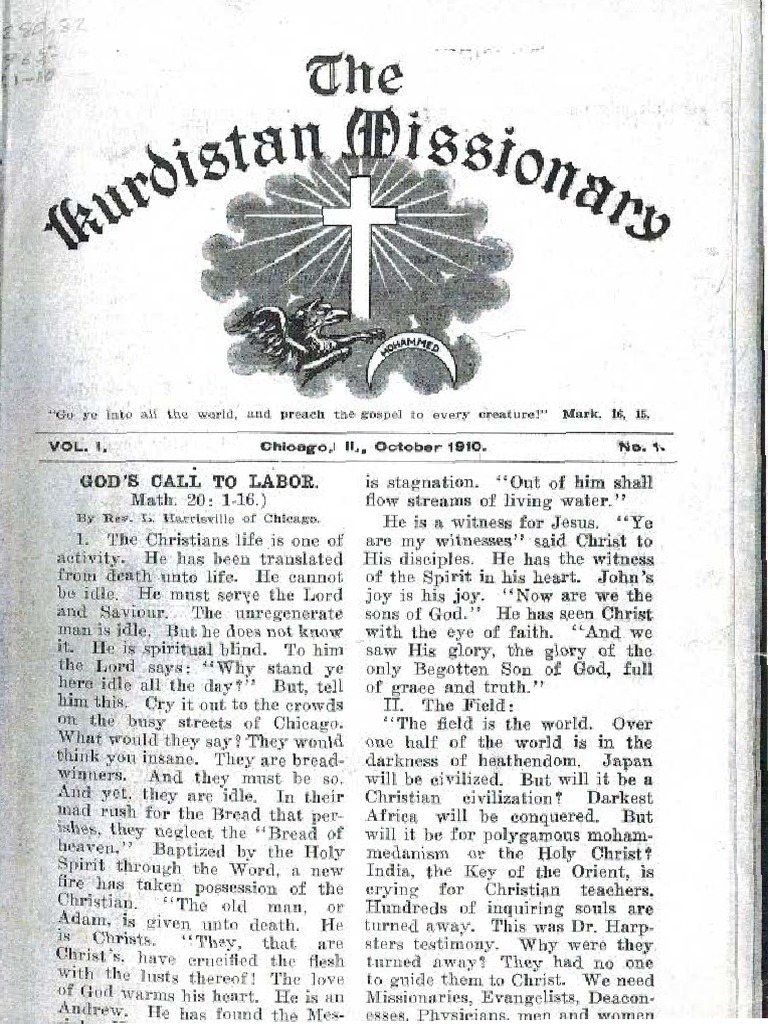 The
Kurdistan Missionary
MOHAMMED
"Go ye into all the world, and preach the gospel to every creature!" Mark. 16, 15.
VOL. I. Chicago, Il., October 1910. No. 1.
GOD'S CALL TO LABOR.
Math. 20: 1-16.)
By Rev. L. Harrisville of Chicago.
1. The Christians life is one of
activity. He has been translated
from death unto life. He cannot
be idle. He must serve the Lord
and Saviour. The unregenerate
man is idle. But he does not know
it. He is spiritual blind. To him
the Lord says: "Why stand ye
here idle all the day?" But, tell
him this. Cry it out to the crowds
on the busy streets of Chicago.
What would they say? They would
think you insane. They are bread-
winners. And they must be so.
And yet, they are idle. In their
mad rush for the Bread that per-
ishes, they neglect the "Bread of
heaven." Baptized by the Holy
Spirit through the Word, a new
fire has taken possession of the
Christian. "The old man, or
Adam, is given unto death. He
is Christs. "They, that are
Christ's, have crucified the flesh
with the lusts thereof! The love
of God warms his heart. He is an
Andrew. He has found the Mes-
is stagnation. "Out of him shall
flow streams of living water."
He is a witness for Jesus. "Ye
are my witnesses" said Christ to
His disciples. He has the witness
of the Spirit in his heart. John's
joy is his joy. "Now are we the
sons of God." He has seen Christ
with the eye of faith. "And we
saw His glory, the glory of the
only Begotten Son of God, full
of grace and truth."
II. The Field:
"The field is the world. Over
one half of the world is in the
darkness of heathendom. Japan
will be civilized. But will it be a
Christian civilization? Darkest
Africa will be conquered. But
will it be for polygamous moham-
medanism or the Holy Christ?
India, the Key of the Orient, is
crying for Christian teachers.
Hundreds of inquiring souls are
turned away. This was Dr. Harp-
sters testimony. Why were they
turned away? They had no one
to guide them to Christ. We need
Missionaries, Evangelists, Deacon-
esses, Physicians, men and women